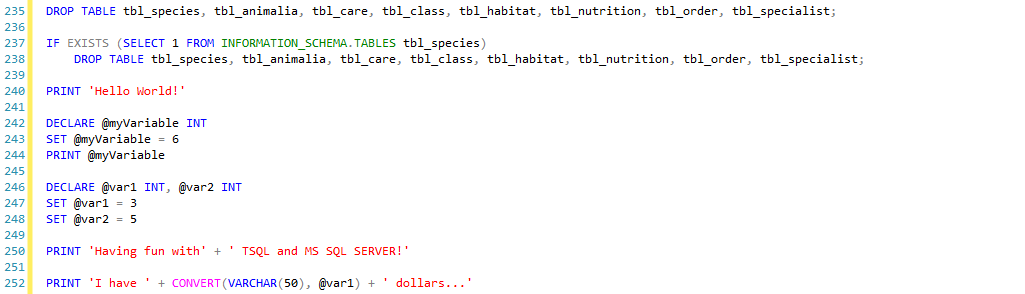 235 DROP TABLE tbl_species, tbl_animalia, tbl_care, tbl_class, tbl_habitat, tbl_nutrition, tbl_order, tbl_specialist;
236
237 IF EXISTS (SELECT 1 FROM INFORMATION_SCHEMA.TABLES tbl_species)
238     DROP TABLE tbl_species, tbl_animalia, tbl_care, tbl_class, tbl_habitat, tbl_nutrition, tbl_order, tbl_specialist;
239
240 PRINT 'Hello World!'
241
242 DECLARE @myVariable INT
243 SET @myVariable = 6
244 PRINT @myVariable
245
246 DECLARE @var1 INT, @var2 INT
247 SET @var1 = 3
248 SET @var2 = 5
249
250 PRINT 'Having fun with' + ' TSQL and MS SQL SERVER!'
251
252 PRINT 'I have ' + CONVERT(VARCHAR(50), @var1) + ' dollars...'